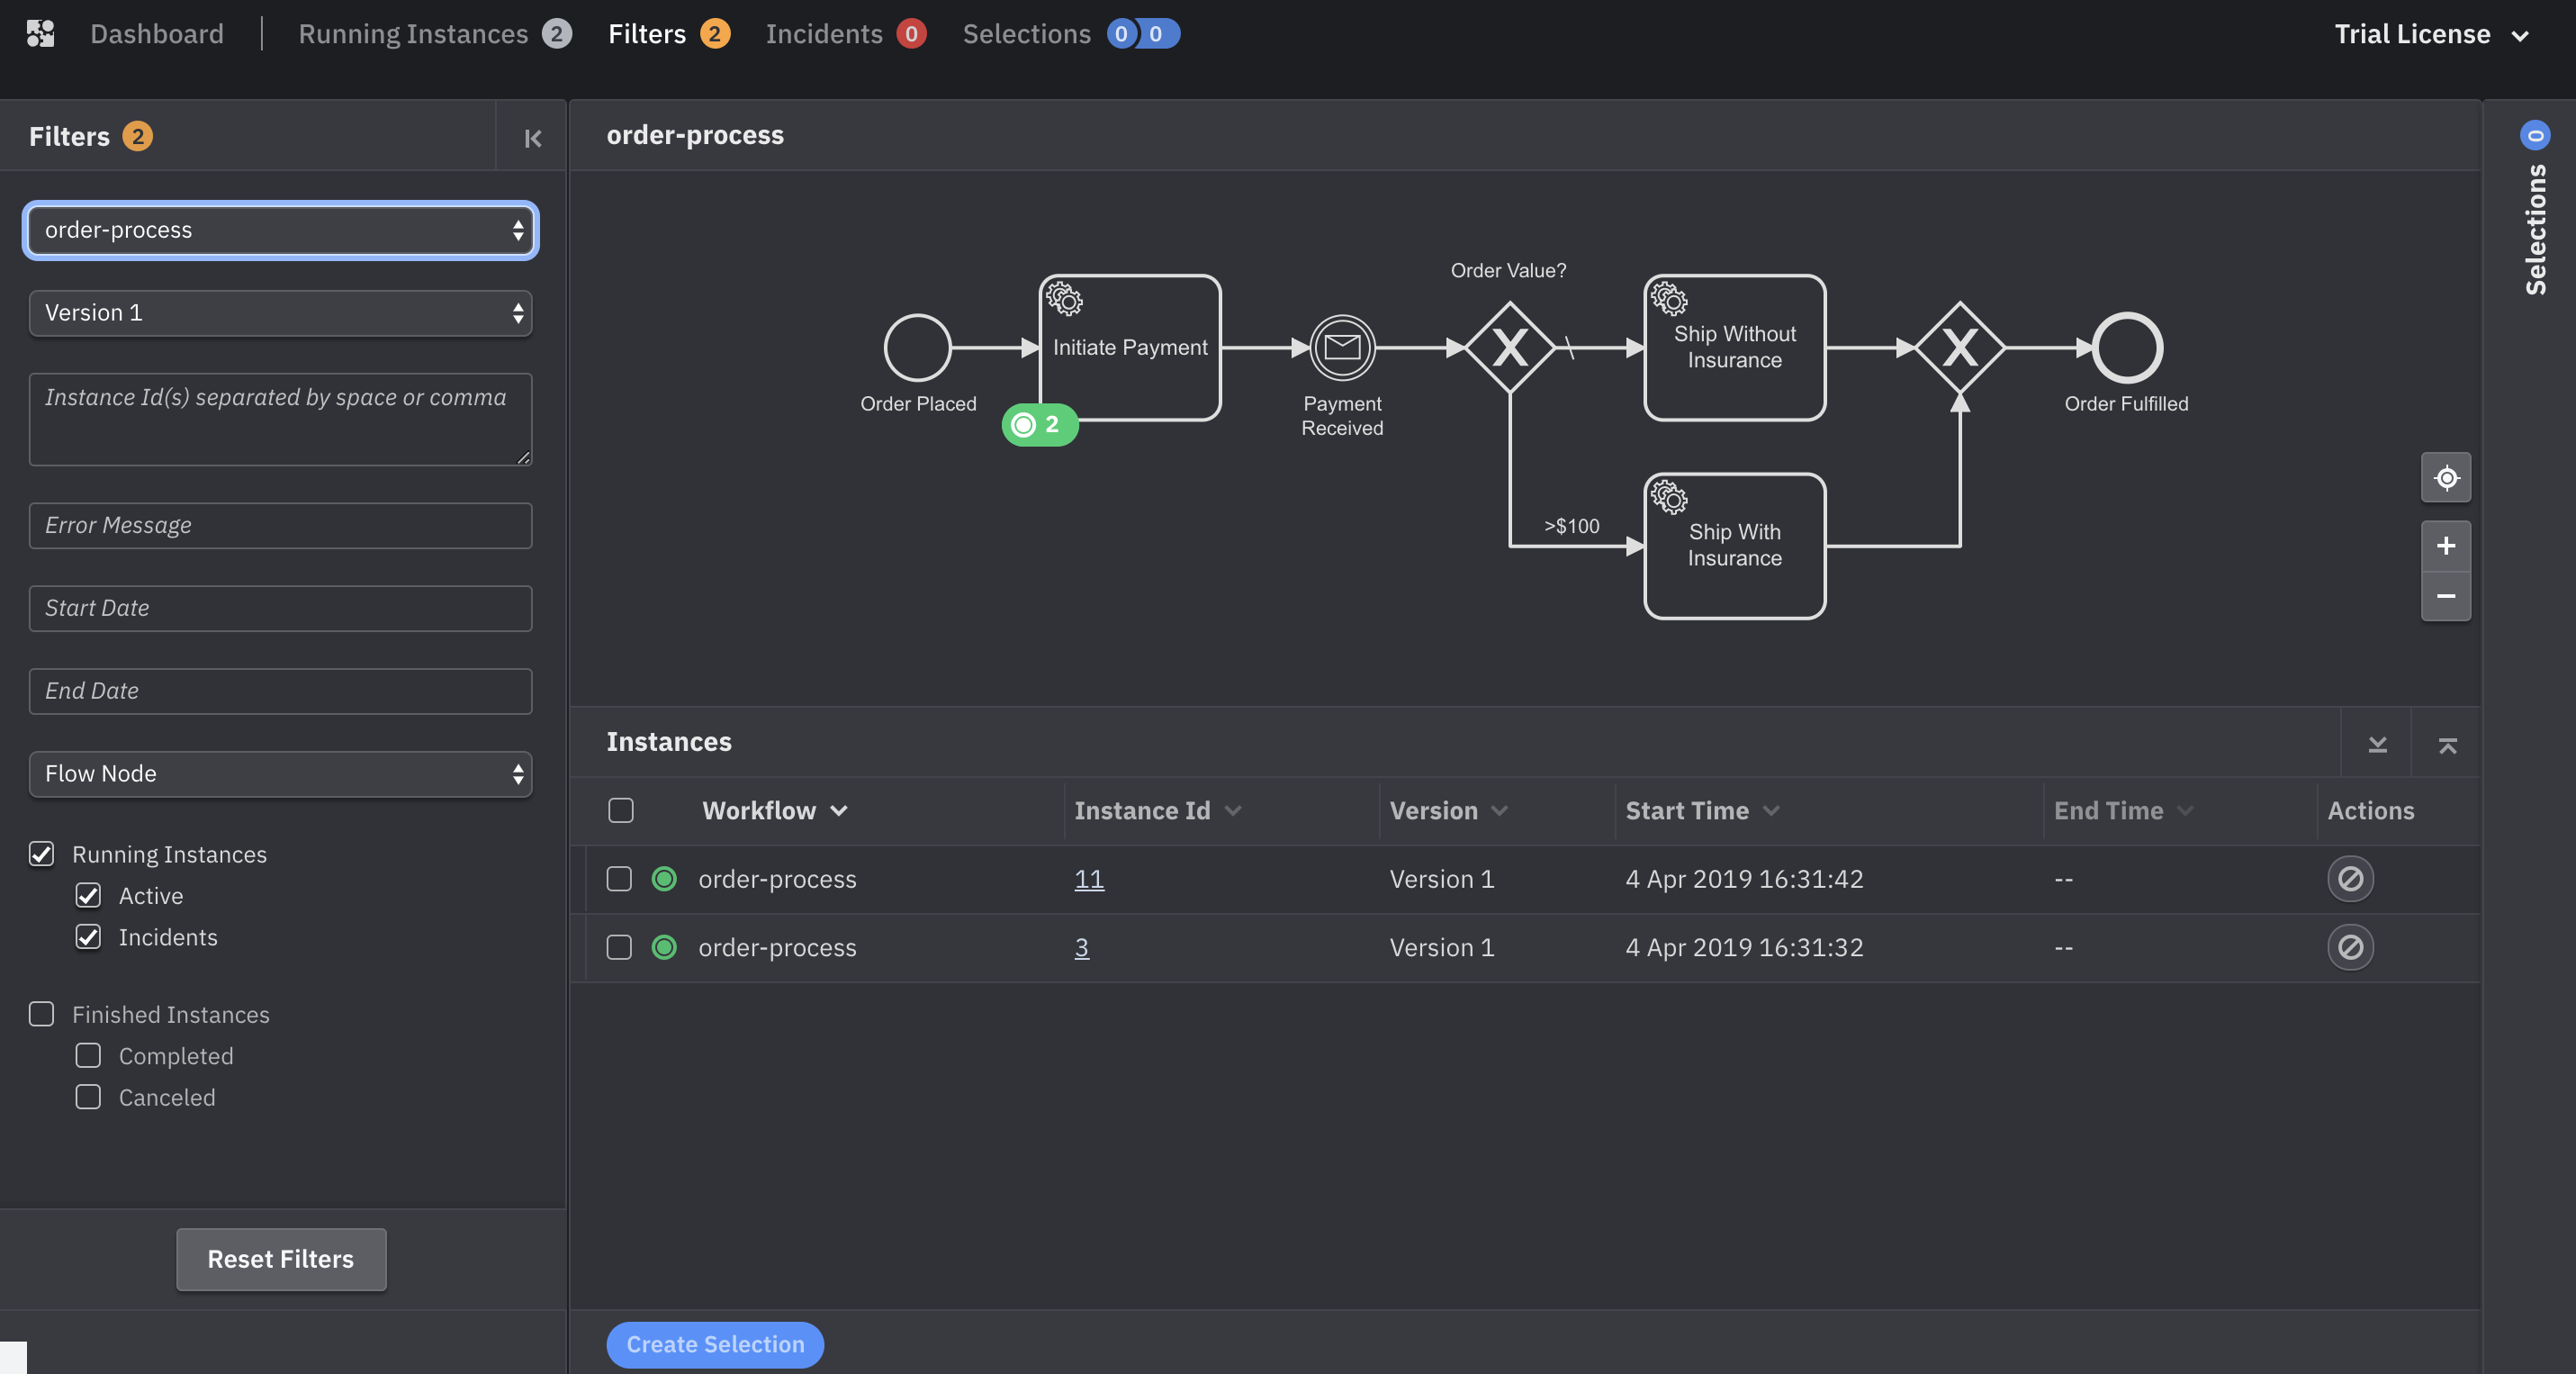 Dashboard
Running Instances 2
Filters 2
Incidents 0
Selections 0 0
Trial License
Filters 2
order-process
Version 1
Instance Id(s) separated by space or comma
Error Message
Start Date
End Date
Flow Node
Running Instances
Active
Incidents
Finished Instances
Completed
Canceled
Reset Filters
order-process
Order Placed
Initiate Payment
2
Payment
Received
Order Value?
Ship Without
Insurance
>$100
Ship With
Insurance
Order Fulfilled
Instances
Workflow Instance Id Version Start Time End Time Actions
order-process 11 Version 1 4 Apr 2019 16:31:42 --
order-process 3 Version 1 4 Apr 2019 16:31:32 --
Create Selection
Selections 0